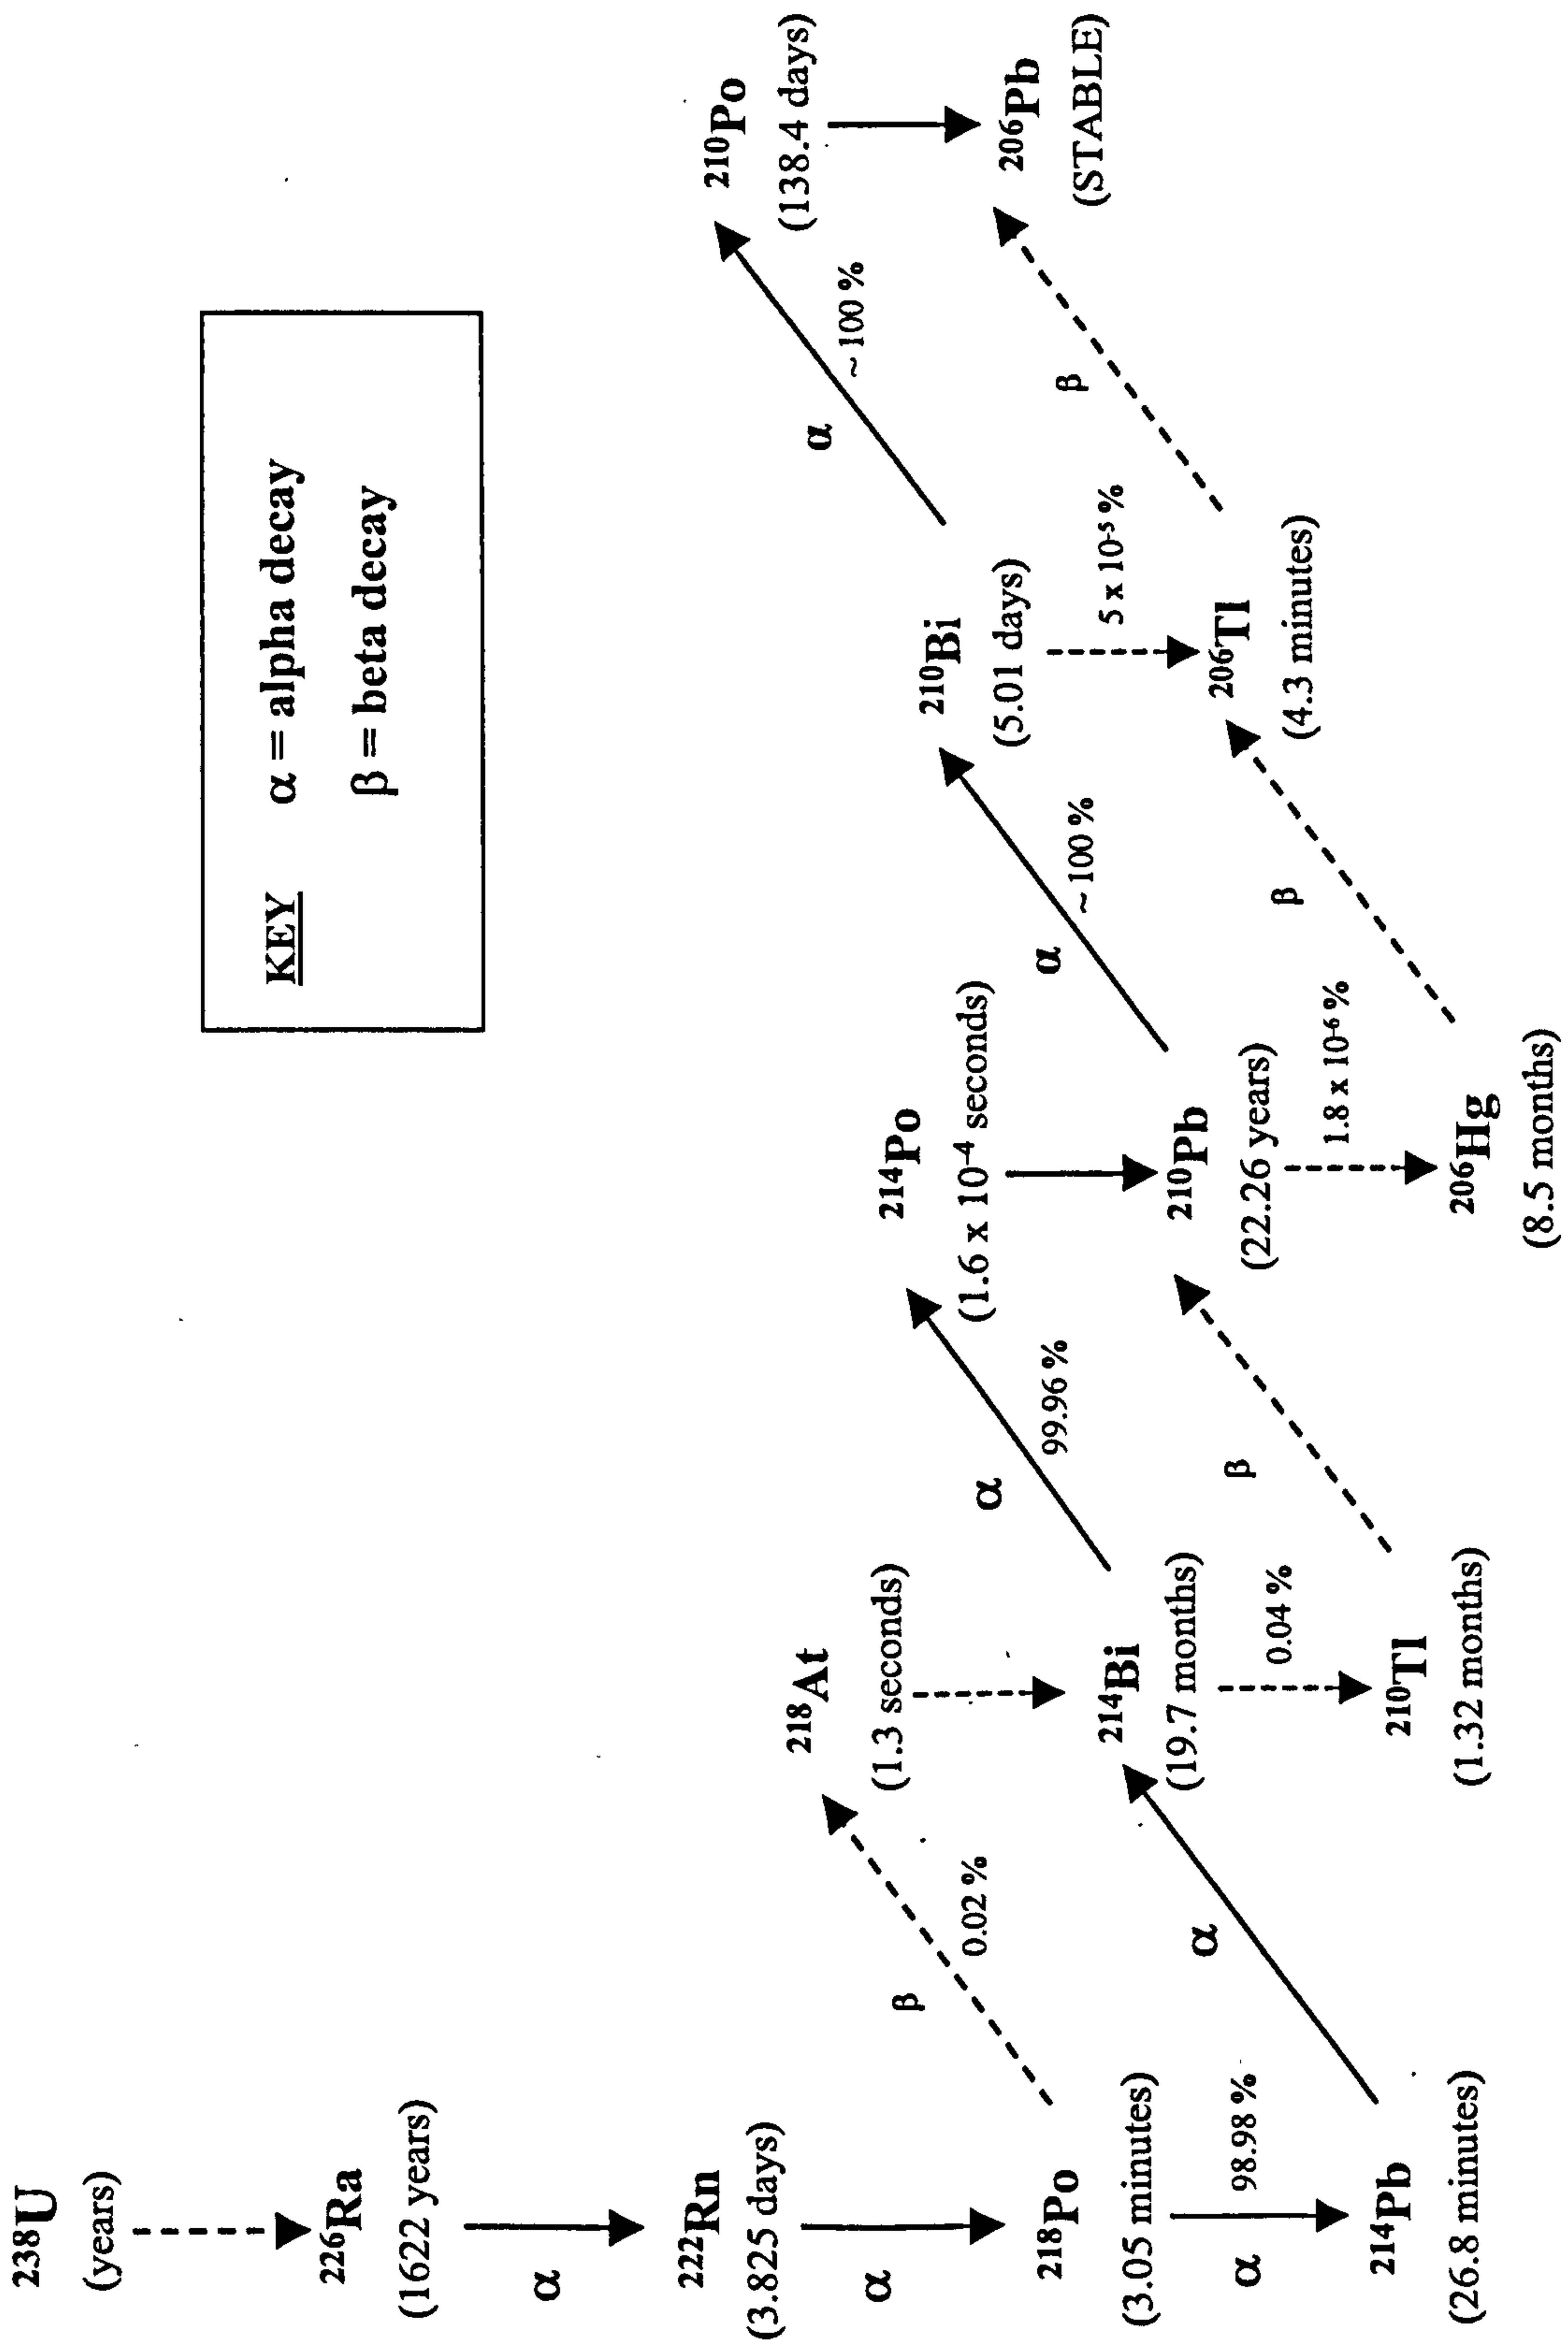 KEY α = alpha decay
β = beta decay
²³⁸U
(years)
²²⁶Ra
(1622 years)
α
²²²Rn
(3.825 days)
α
²¹⁸Po
(3.05 minutes)
α 98.98 %
²¹⁴Pb
(26.8 minutes)
β
0.02 %
α
²¹⁸At
(1.3 seconds)
²¹⁴Bi
(19.7 months)
0.04 %
²¹⁰Tl
(1.32 months)
α
99.96 %
β
²¹⁴Po
(1.6 x 10⁻⁴ seconds)
²¹⁰Pb
(22.26 years)
1.8 x 10⁻⁶ %
²⁰⁶Hg
(8.5 months)
α
~100 %
β
²¹⁰Bi
(5.01 days)
5 x 10⁻⁵ %
²⁰⁶Tl
(4.3 minutes)
α
~100 %
β
²¹⁰Po
(138.4 days)
²⁰⁶Pb
(STABLE)